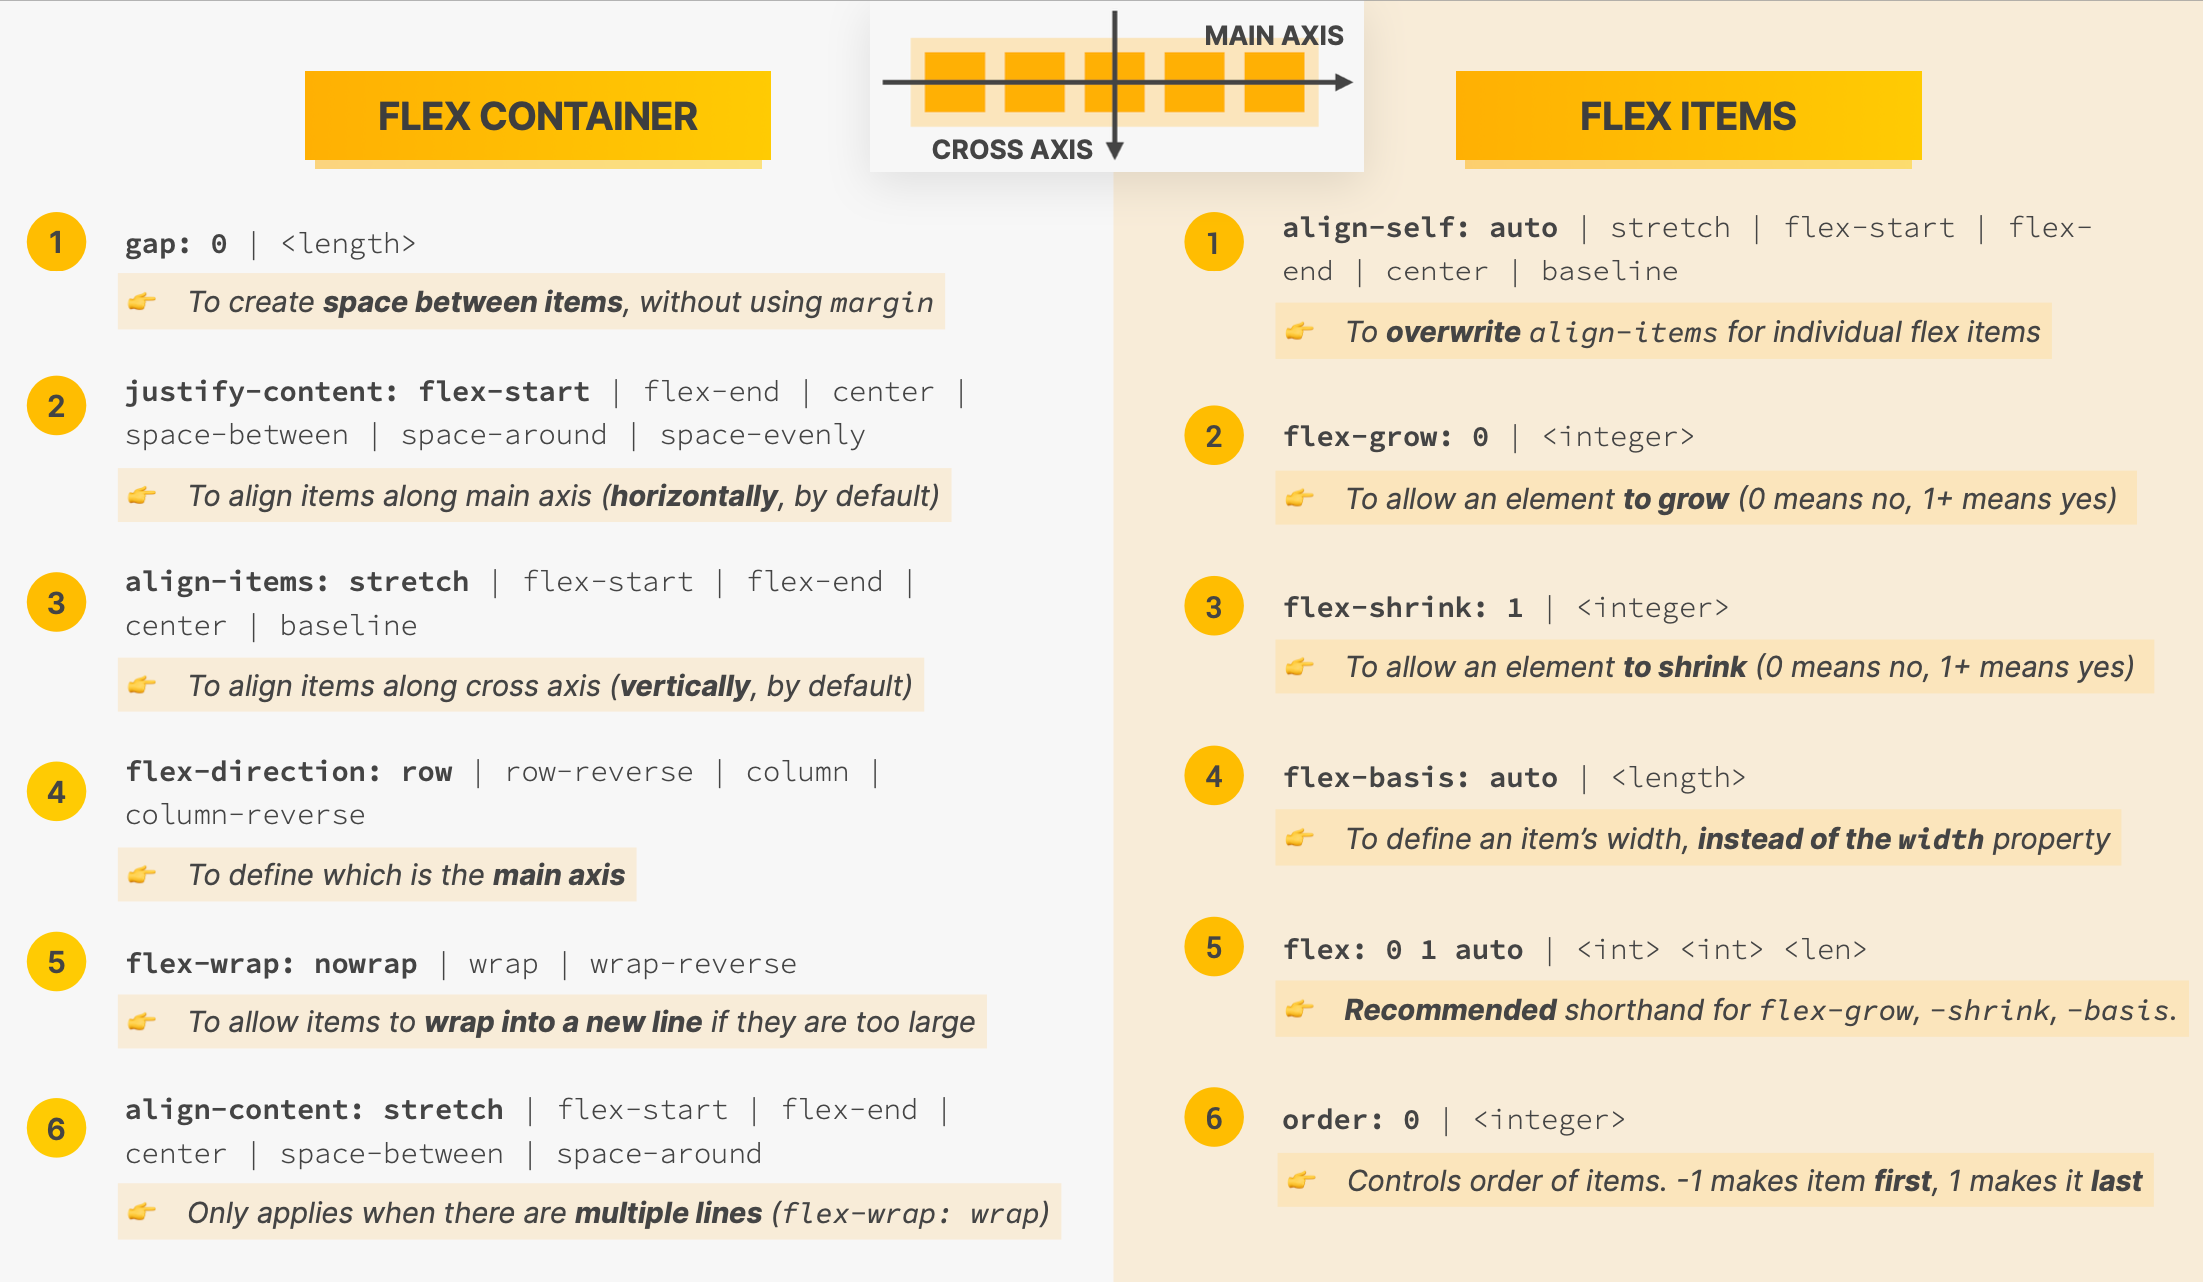 MAIN AXIS
CROSS AXIS
FLEX CONTAINER
1
gap: 0 | <length>
👉 To create space between items, without using margin
2
justify-content: flex-start | flex-end | center |
space-between | space-around | space-evenly
👉 To align items along main axis (horizontally, by default)
3
align-items: stretch | flex-start | flex-end |
center | baseline
👉 To align items along cross axis (vertically, by default)
4
flex-direction: row | row-reverse | column |
column-reverse
👉 To define which is the main axis
5
flex-wrap: nowrap | wrap | wrap-reverse
👉 To allow items to wrap into a new line if they are too large
6
align-content: stretch | flex-start | flex-end |
center | space-between | space-around
👉 Only applies when there are multiple lines (flex-wrap: wrap)
FLEX ITEMS
1
align-self: auto | stretch | flex-start | flex-
end | center | baseline
👉 To overwrite align-items for individual flex items
2
flex-grow: 0 | <integer>
👉 To allow an element to grow (0 means no, 1+ means yes)
3
flex-shrink: 1 | <integer>
👉 To allow an element to shrink (0 means no, 1+ means yes)
4
flex-basis: auto | <length>
👉 To define an item’s width, instead of the width property
5
flex: 0 1 auto | <int> <int> <len>
👉 Recommended shorthand for flex-grow, -shrink, -basis.
6
order: 0 | <integer>
👉 Controls order of items. -1 makes item first, 1 makes it last